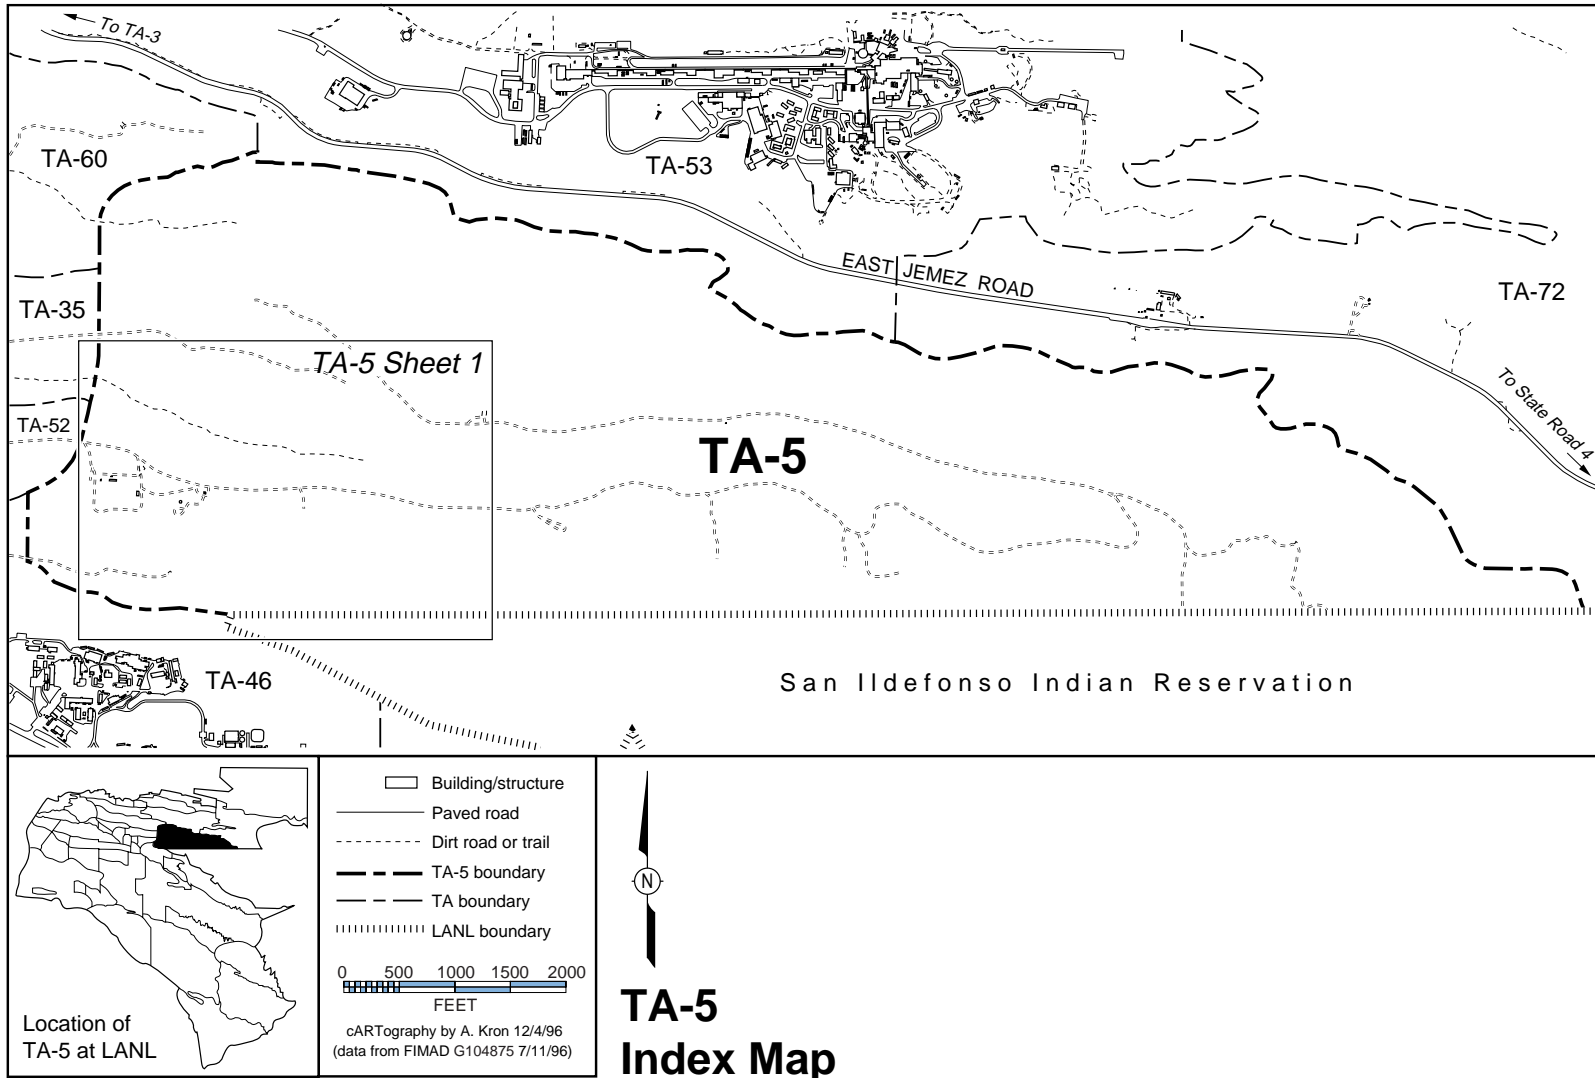 To TA-3
TA-60
TA-53
EAST JEMEZ ROAD
TA-72
TA-35
TA-5 Sheet 1
To State Road 4
TA-52
TA-5
TA-46
San Ildefonso Indian Reservation
Building/structure
Paved road
Dirt road or trail
TA-5 boundary
TA boundary
LANL boundary
0 500 1000 1500 2000
FEET
cARTography by A. Kron 12/4/96
(data from FIMAD G104875 7/11/96)
Location of
TA-5 at LANL
N
TA-5
Index Map